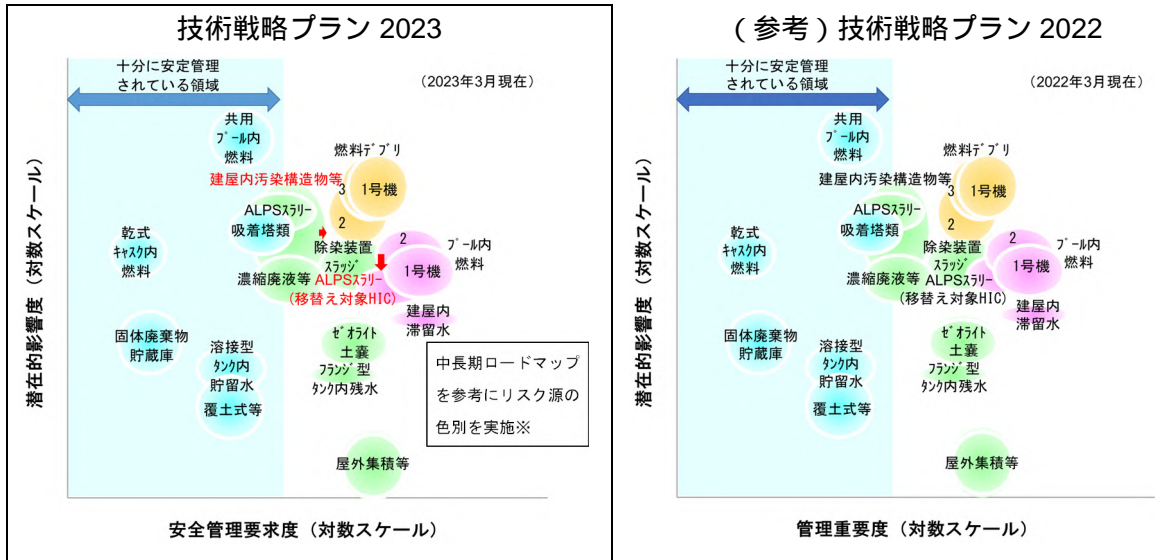 技術戦略プラン 2023
十分に安定管理
されている領域
(2023年3月現在)
共用
ﾌﾟｰﾙ内
燃料
燃料ﾃﾞﾌﾞﾘ
建屋内汚染構造物等
3
1号機
ALPSｽﾗﾘｰ
2
吸着塔類
乾式
ｷｬｽｸ内
燃料
除染装置
ｽﾗｯｼﾞ
2
ﾌﾟｰﾙ内
燃料
1号機
濃縮廃液等
ALPSｽﾗﾘｰ
(移替え対象HIC)
建屋内
滞留水
固体廃棄物
貯蔵庫
溶接型
ﾀﾝｸ内
貯留水
覆土式等
ｾﾞｵﾗｲﾄ
土嚢
ﾌﾗﾝｼﾞ型
ﾀﾝｸ内残水
中長期ロードマップ
を参考にリスク源の
色別を実施※
屋外集積等
潜在的影響度（対数スケール）
安全管理要求度（対数スケール）
（参考）技術戦略プラン 2022
十分に安定管理
されている領域
(2022年3月現在)
共用
ﾌﾟｰﾙ内
燃料
燃料ﾃﾞﾌﾞﾘ
建屋内汚染構造物等
3
1号機
ALPSｽﾗﾘｰ
2
吸着塔類
乾式
ｷｬｽｸ内
燃料
除染装置
ｽﾗｯｼﾞ
2
ﾌﾟｰﾙ内
燃料
1号機
濃縮廃液等
ALPSｽﾗﾘｰ
(移替え対象HIC)
建屋内
滞留水
固体廃棄物
貯蔵庫
溶接型
ﾀﾝｸ内
貯留水
覆土式等
ｾﾞｵﾗｲﾄ
土嚢
ﾌﾗﾝｼﾞ型
ﾀﾝｸ内残水
屋外集積等
潜在的影響度（対数スケール）
管理重要度（対数スケール）